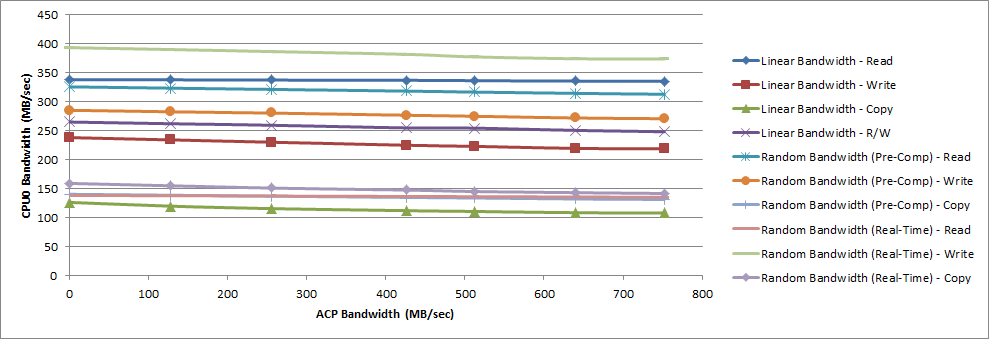 450
400
350
300
250
200
150
100
50
0
CPU0 Bandwidth (MB/sec)
0 100 200 300 400 500 600 700 800
ACP Bandwidth (MB/sec)
Linear Bandwidth - Read
Linear Bandwidth - Write
Linear Bandwidth - Copy
Linear Bandwidth - R/W
Random Bandwidth (Pre-Comp) - Read
Random Bandwidth (Pre-Comp) - Write
Random Bandwidth (Pre-Comp) - Copy
Random Bandwidth (Real-Time) - Read
Random Bandwidth (Real-Time) - Write
Random Bandwidth (Real-Time) - Copy